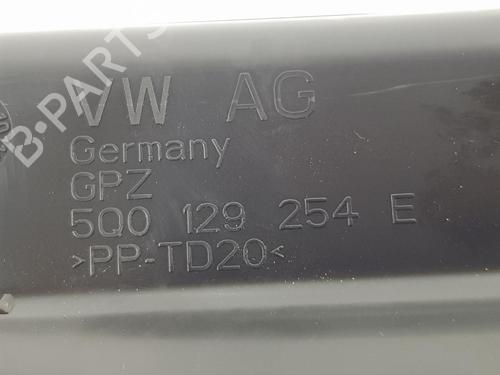 B-PARTS
VW AG
Germany
GPZ
5Q0 129 254 E
>PP-TD20<